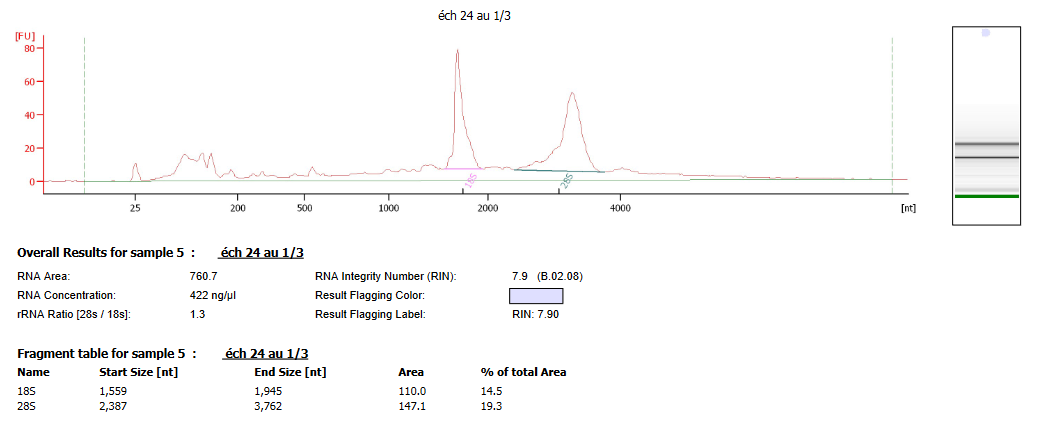 éch 24 au 1/3
[FU]
80
60
40
20
0
18S
28S
25 200 500 1000 2000 4000 [nt]
Overall Results for sample 5 : éch 24 au 1/3
RNA Area: 760.7 RNA Integrity Number (RIN): 7.9 (B.02.08)
RNA Concentration: 422 ng/µl Result Flagging Color:
rRNA Ratio [28s / 18s]: 1.3 Result Flagging Label: RIN: 7.90
Fragment table for sample 5 : éch 24 au 1/3
Name Start Size [nt] End Size [nt] Area % of total Area
18S 1,559 1,945 110.0 14.5
28S 2,387 3,762 147.1 19.3